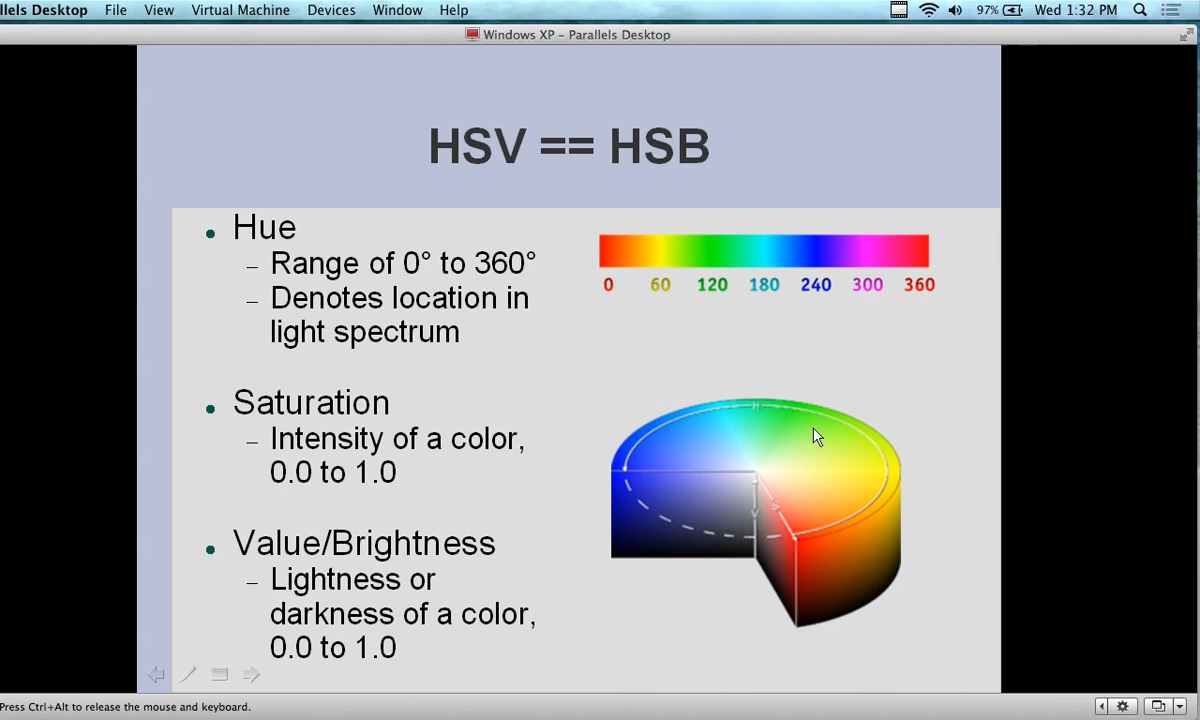 llels Desktop File View Virtual Machine Devices Window Help 97% Wed 1:32 PM
Windows XP - Parallels Desktop
HSV == HSB
• Hue
– Range of 0° to 360°
– Denotes location in
light spectrum
0 60 120 180 240 300 360
• Saturation
– Intensity of a color,
0.0 to 1.0
H
S
V
• Value/Brightness
– Lightness or
darkness of a color,
0.0 to 1.0
Press Ctrl+Alt to release the mouse and keyboard.